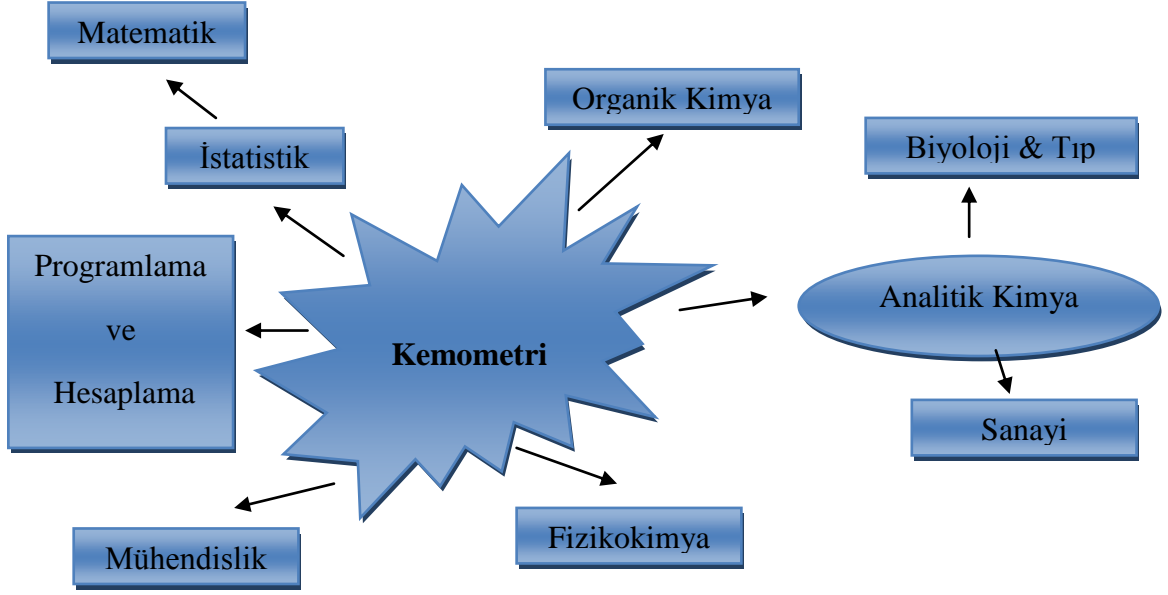 Matematik
Organik Kimya
İstatistik
Biyoloji & Tıp
Programlama
ve
Hesaplama
Kemometri
Analitik Kimya
Sanayi
Mühendislik
Fizikokimya